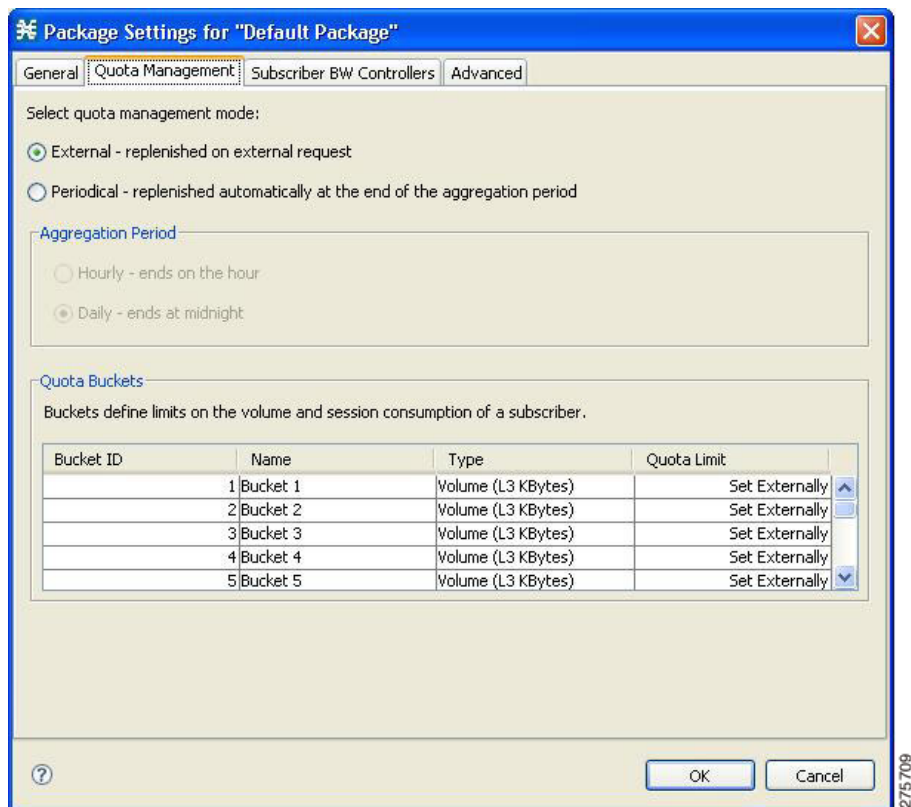 Package Settings for "Default Package"
General Quota Management Subscriber BW Controllers Advanced
Select quota management mode:
External - replenished on external request
Periodical - replenished automatically at the end of the aggregation period
Aggregation Period
Hourly - ends on the hour
Daily - ends at midnight
Quota Buckets
Buckets define limits on the volume and session consumption of a subscriber.
Bucket ID Name Type Quota Limit
1 Bucket 1 Volume (L3 KBytes) Set Externally
2 Bucket 2 Volume (L3 KBytes) Set Externally
3 Bucket 3 Volume (L3 KBytes) Set Externally
4 Bucket 4 Volume (L3 KBytes) Set Externally
5 Bucket 5 Volume (L3 KBytes) Set Externally
? OK Cancel
275709